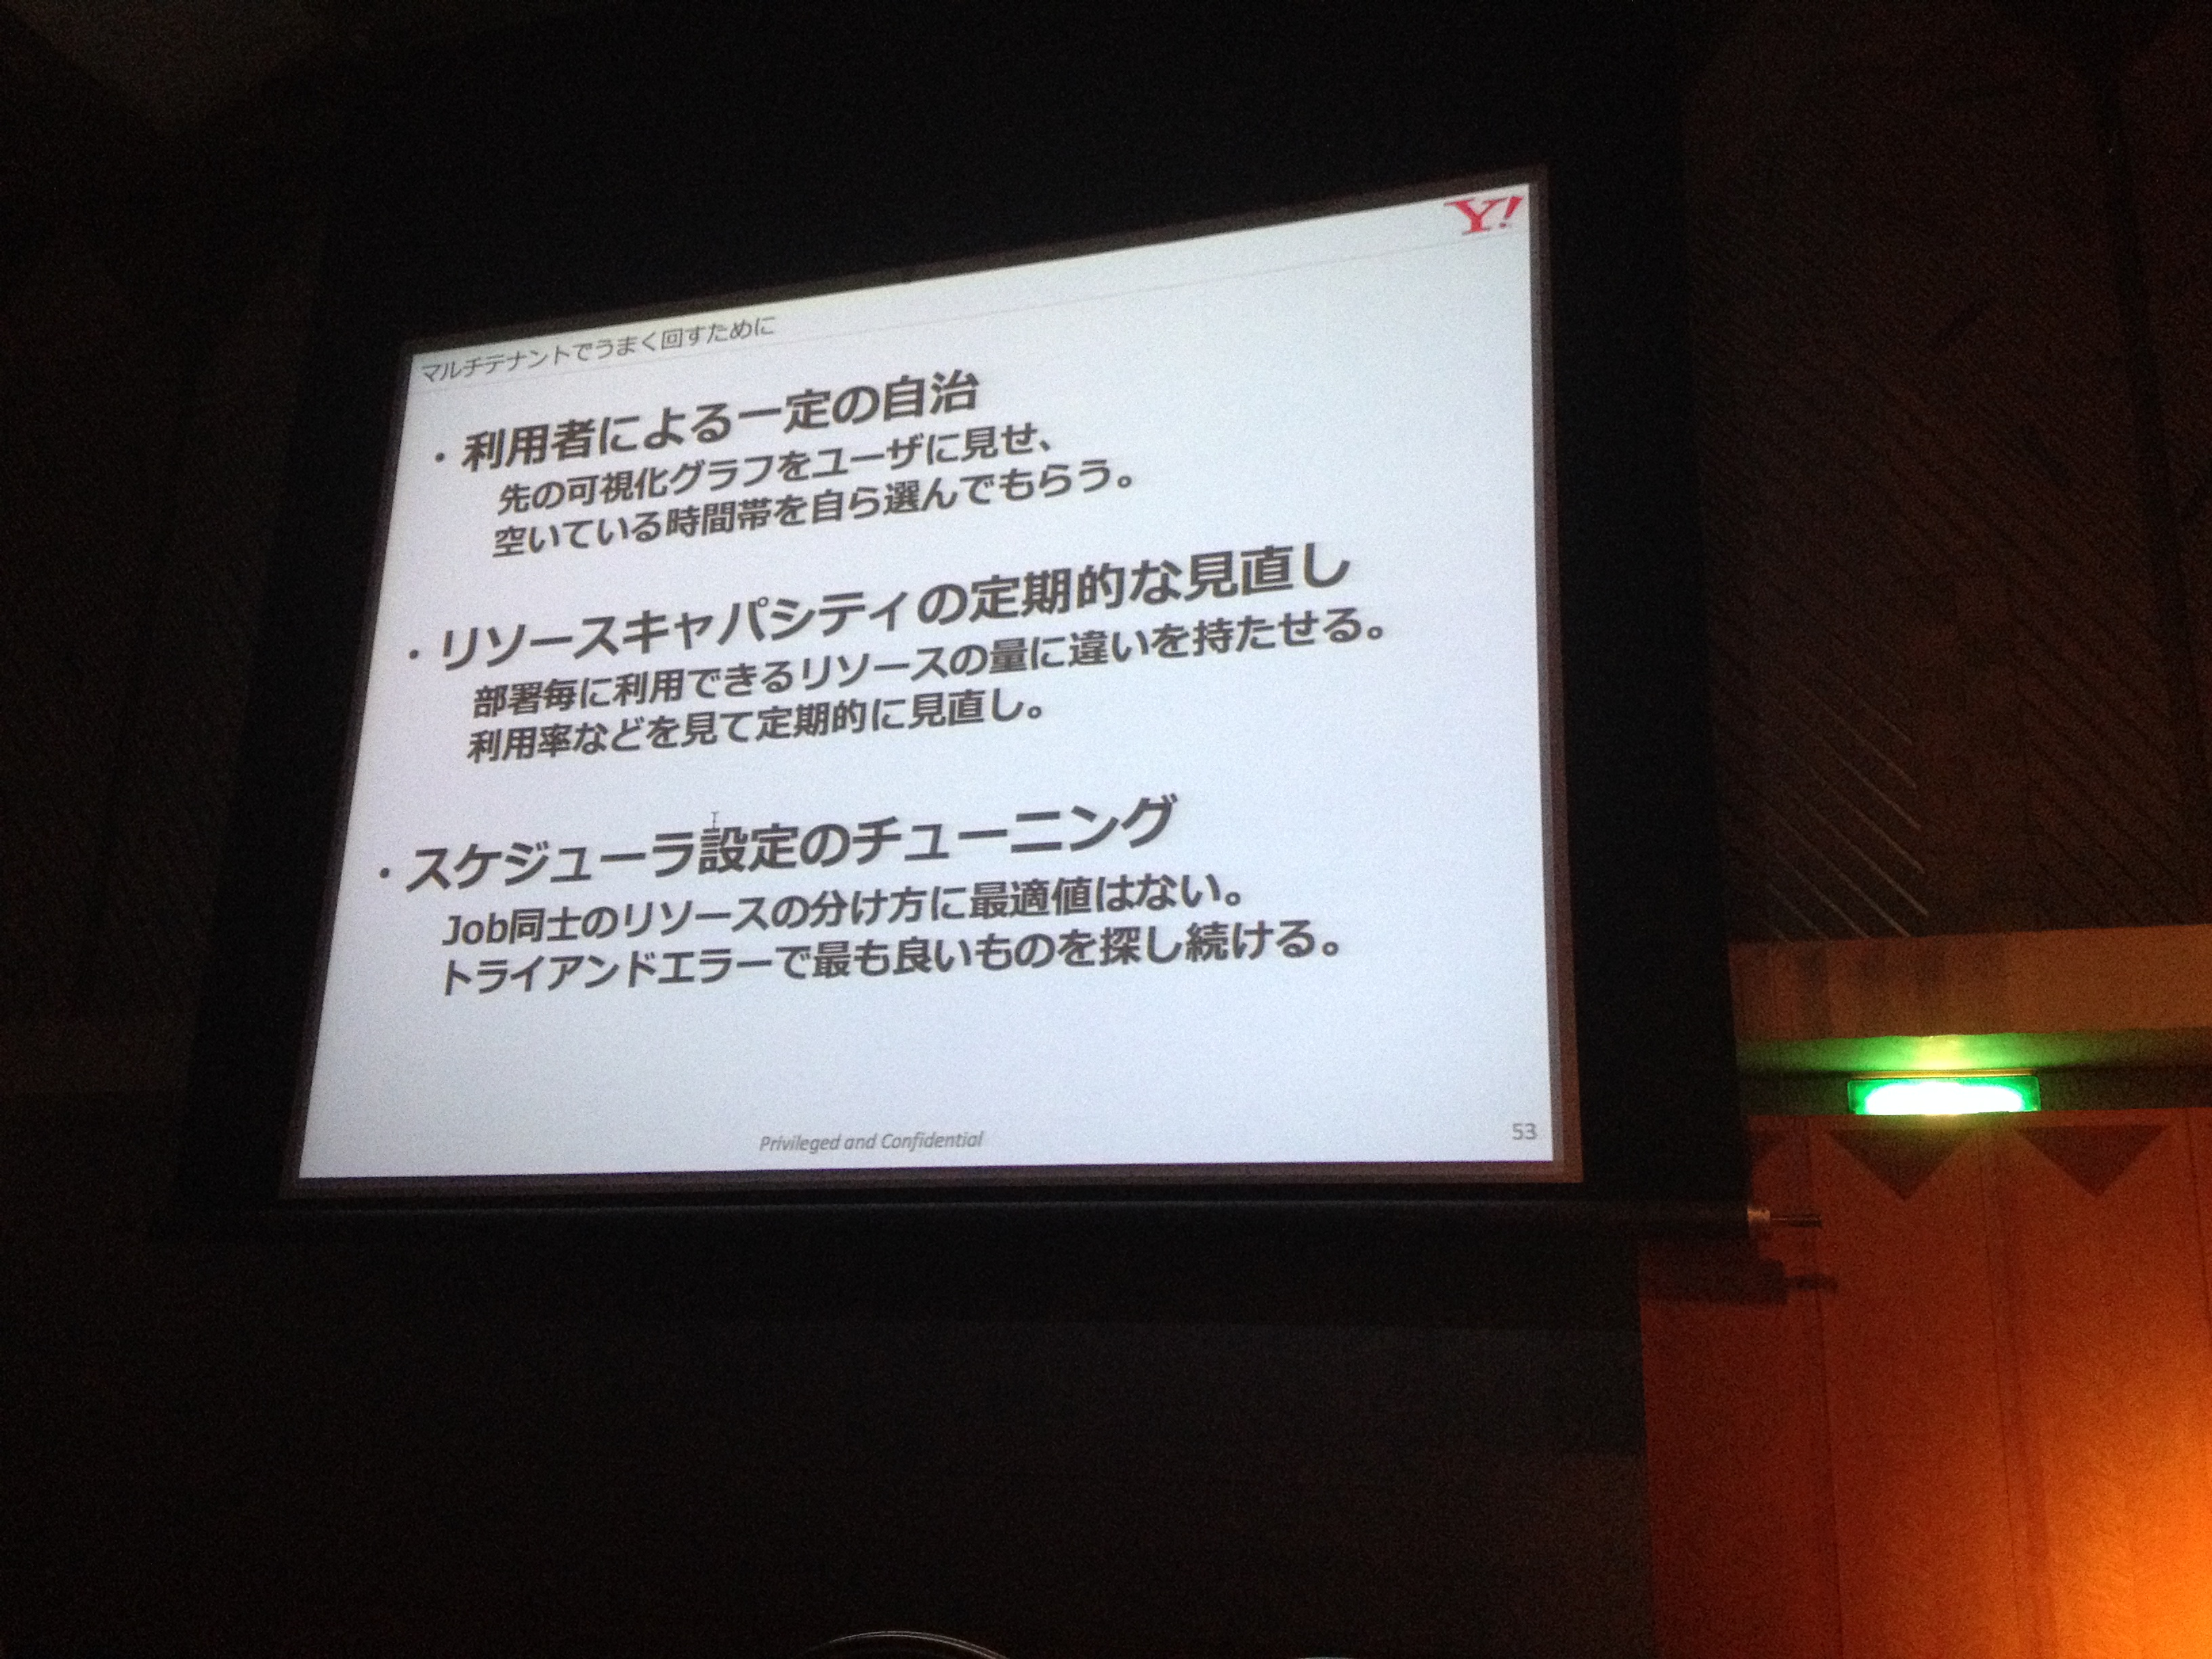 Y!
マルチテナントでうまく回すために
・利用者による一定の自治
先の可視化グラフをユーザに見せ、
空いている時間帯を自ら選んでもらう。
・リソースキャパシティの定期的な見直し
部署毎に利用できるリソースの量に違いを持たせる。
利用率などを見て定期的に見直し。
・スケジューラ設定のチューニング
Job同士のリソースの分け方に最適値はない。
トライアンドエラーで最も良いものを探し続ける。
Privileged and Confidential
53